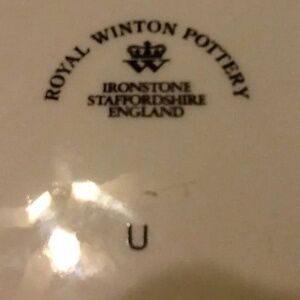 ROYAL WINTON POTTERY
W
IRONSTONE
STAFFORDSHIRE
ENGLAND
U